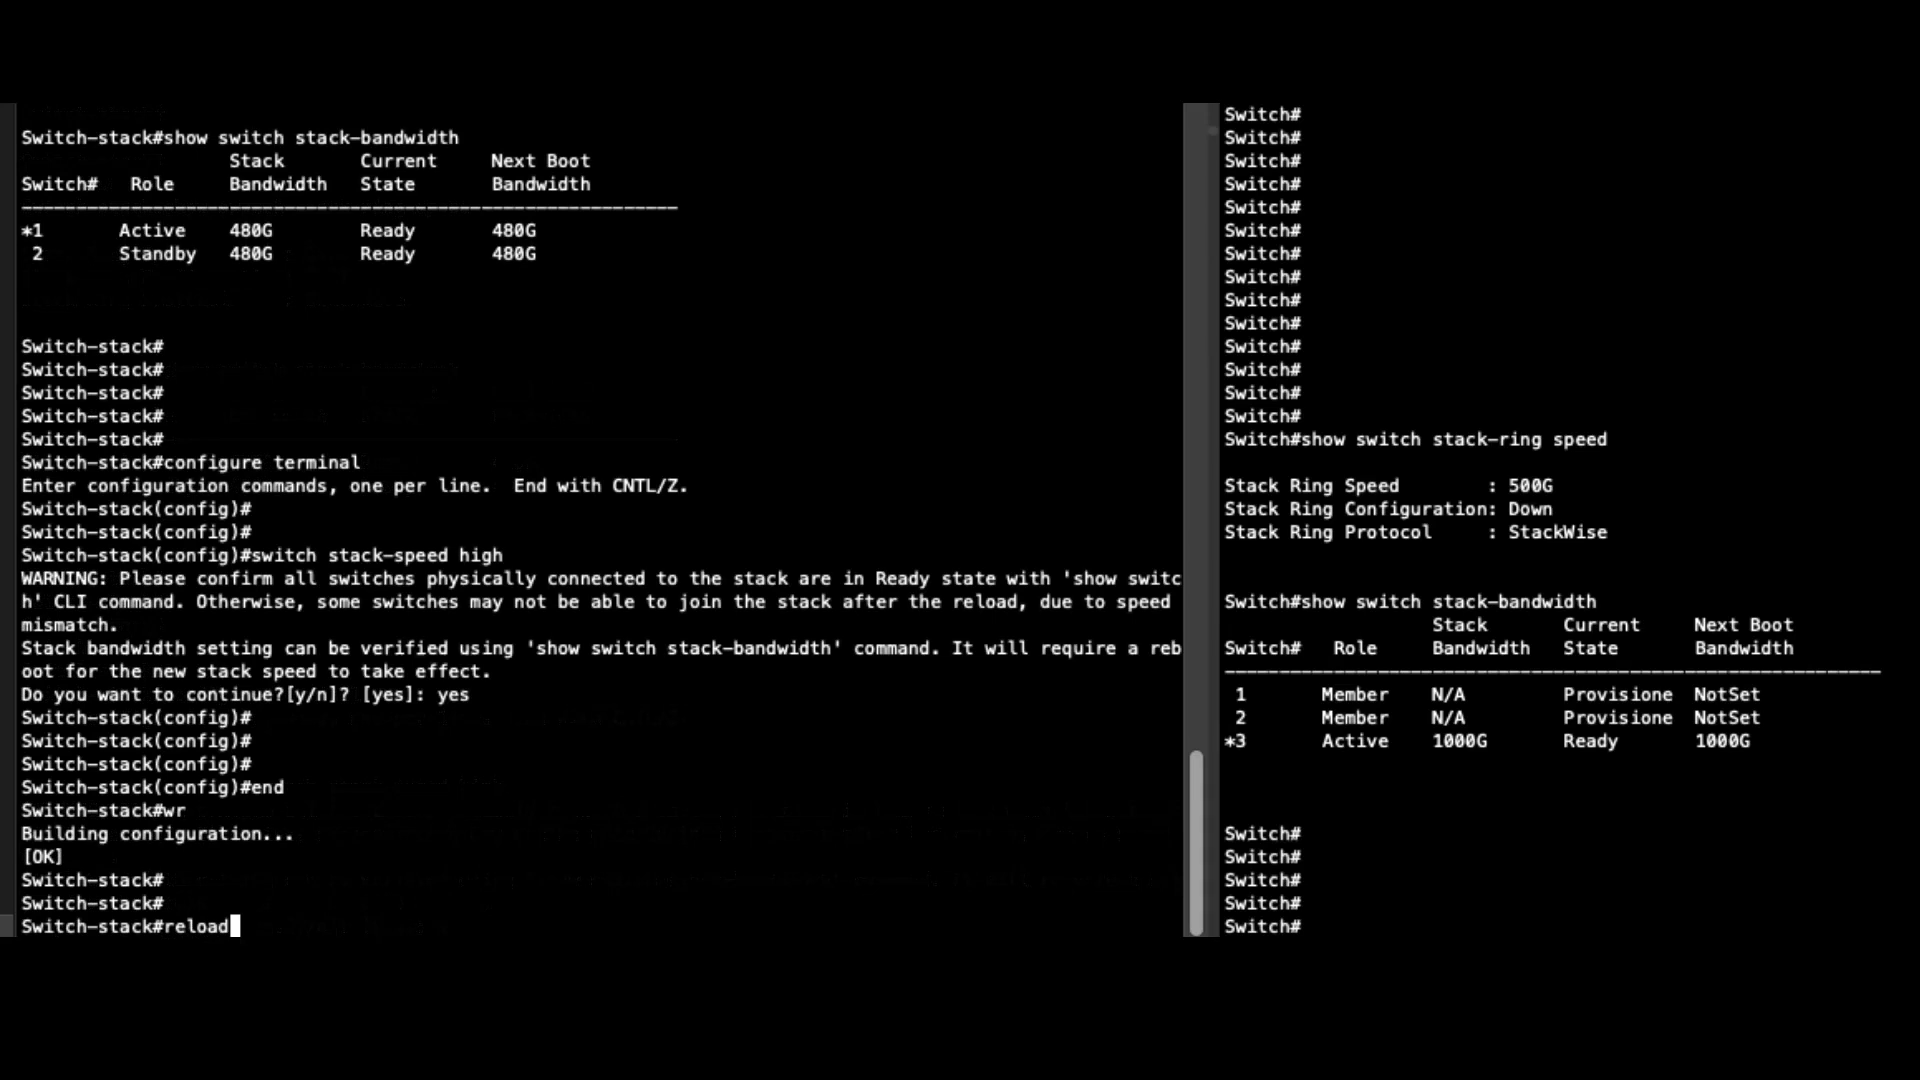 Switch-stack#show switch stack-bandwidth
                   Stack       Current     Next Boot
Switch#   Role     Bandwidth   State       Bandwidth
------------------------------------------------------------
*1       Active    480G        Ready       480G
 2       Standby   480G        Ready       480G
Switch-stack#
Switch-stack#
Switch-stack#
Switch-stack#
Switch-stack#
Switch-stack#configure terminal
Enter configuration commands, one per line.  End with CNTL/Z.
Switch-stack(config)#
Switch-stack(config)#
Switch-stack(config)#switch stack-speed high
WARNING: Please confirm all switches physically connected to the stack are in Ready state with 'show switc
h' CLI command. Otherwise, some switches may not be able to join the stack after the reload, due to speed
mismatch.
Stack bandwidth setting can be verified using 'show switch stack-bandwidth' command. It will require a reb
oot for the new stack speed to take effect.
Do you want to continue?[y/n]? [yes]: yes
Switch-stack(config)#
Switch-stack(config)#
Switch-stack(config)#
Switch-stack(config)#end
Switch-stack#wr
Building configuration...
[OK]
Switch-stack#
Switch-stack#
Switch-stack#reload
Switch#
Switch#
Switch#
Switch#
Switch#
Switch#
Switch#
Switch#
Switch#
Switch#
Switch#
Switch#
Switch#
Switch#
Switch#show switch stack-ring speed
Stack Ring Speed        : 500G
Stack Ring Configuration: Down
Stack Ring Protocol     : StackWise
Switch#show switch stack-bandwidth
                   Stack       Current     Next Boot
Switch#   Role     Bandwidth   State       Bandwidth
------------------------------------------------------------
 1       Member    N/A         Provisione  NotSet
 2       Member    N/A         Provisione  NotSet
*3       Active    1000G       Ready       1000G
Switch#
Switch#
Switch#
Switch#
Switch#